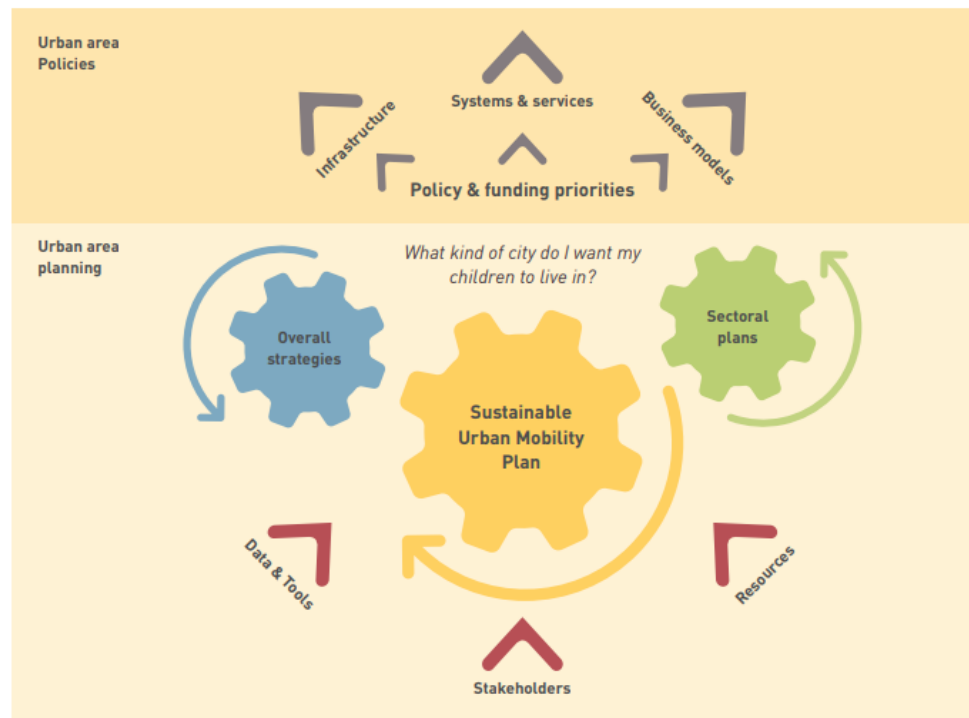 Urban area
Policies
Systems & services
Infrastructure
Business models
Policy & funding priorities
Urban area
planning
What kind of city do I want my
children to live in?
Overall
strategies
Sectoral
plans
Sustainable
Urban Mobility
Plan
Data & Tools
Resources
Stakeholders